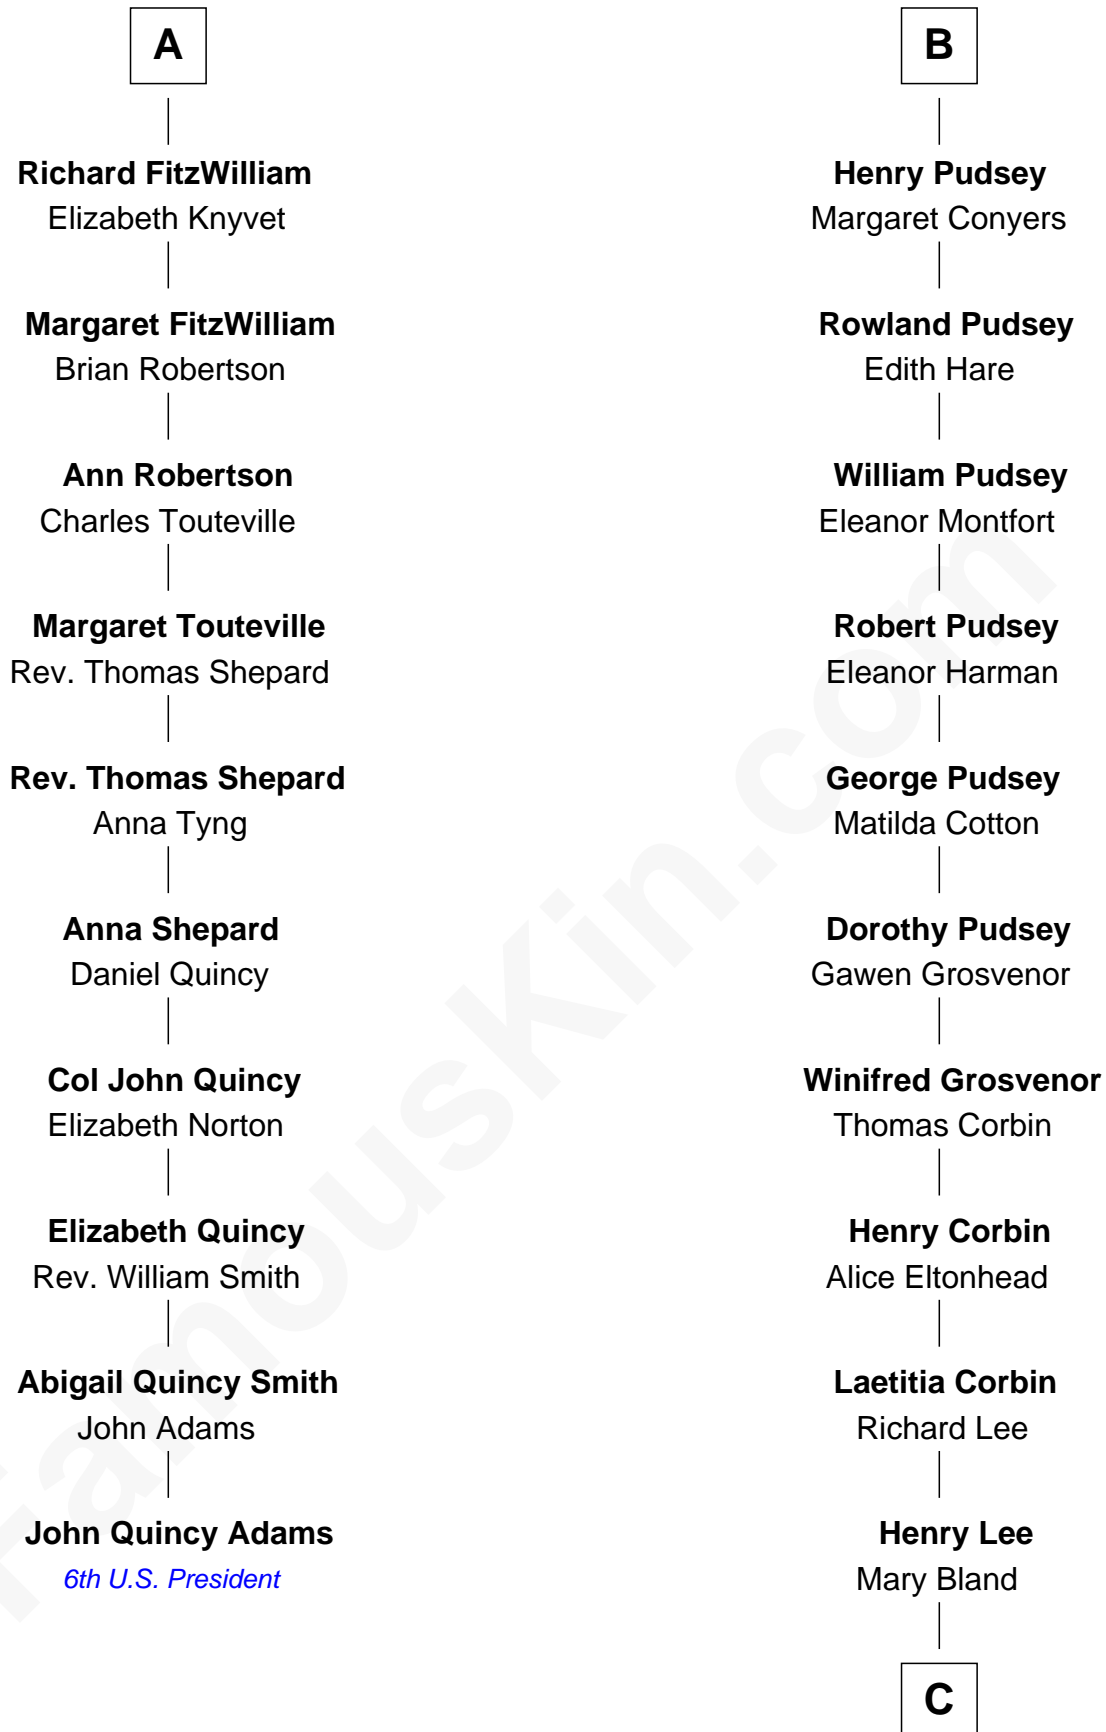 A
Richard FitzWilliam
Elizabeth Knyvet
Margaret FitzWilliam
Brian Robertson
Ann Robertson
Charles Touteville
Margaret Touteville
Rev. Thomas Shepard
Rev. Thomas Shepard
Anna Tyng
Anna Shepard
Daniel Quincy
Col John Quincy
Elizabeth Norton
Elizabeth Quincy
Rev. William Smith
Abigail Quincy Smith
John Adams
John Quincy Adams
6th U.S. President
B
Henry Pudsey
Margaret Conyers
Rowland Pudsey
Edith Hare
William Pudsey
Eleanor Montfort
Robert Pudsey
Eleanor Harman
George Pudsey
Matilda Cotton
Dorothy Pudsey
Gawen Grosvenor
Winifred Grosvenor
Thomas Corbin
Henry Corbin
Alice Eltonhead
Laetitia Corbin
Richard Lee
Henry Lee
Mary Bland
C
FamousKin.com